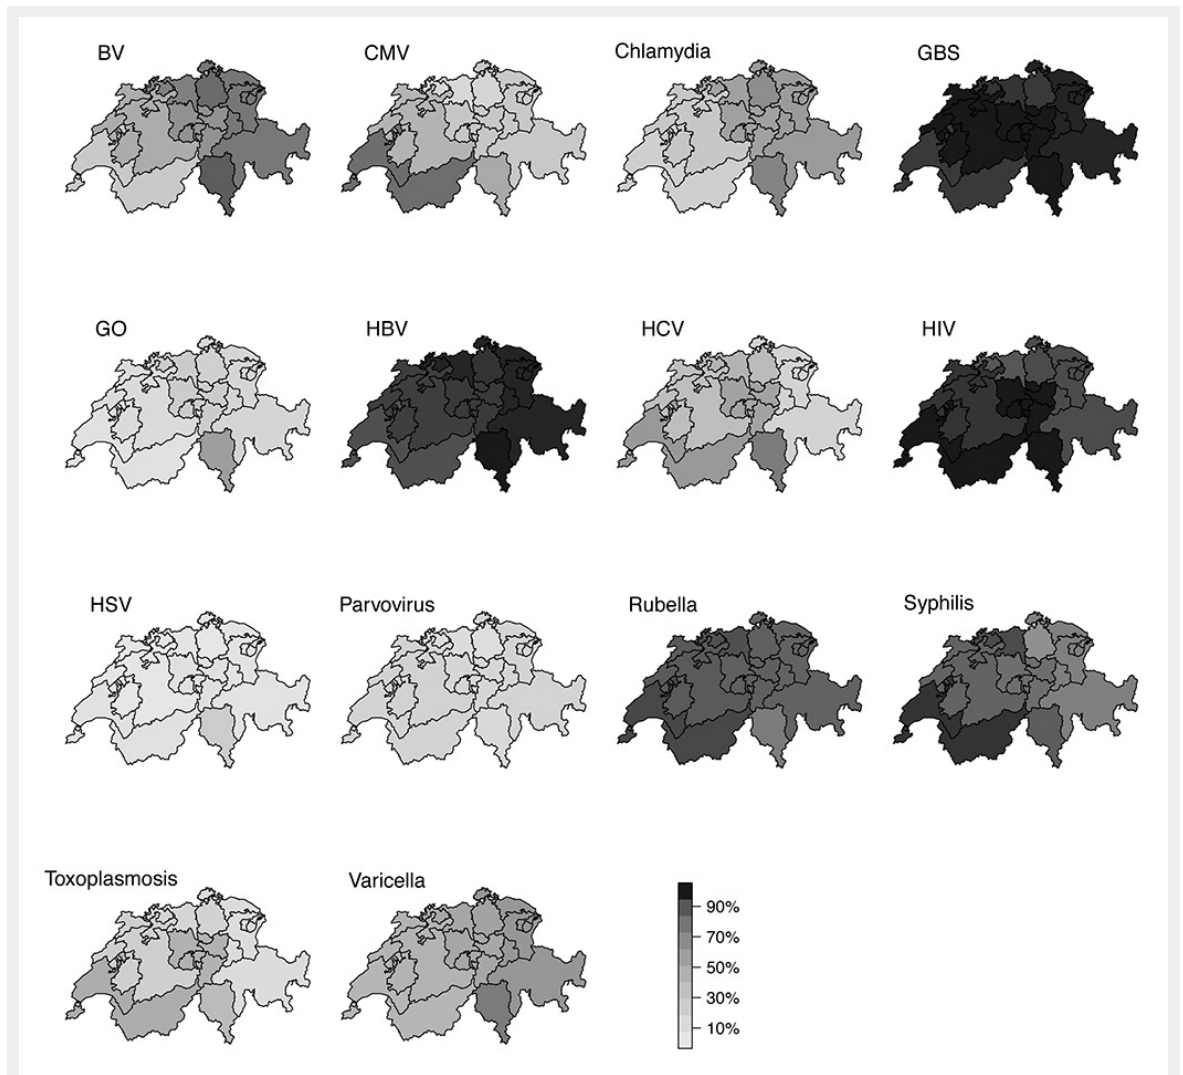 BV
CMV
Chlamydia
GBS
GO
HBV
HCV
HIV
HSV
Parvovirus
Rubella
Syphilis
Toxoplasmosis
Varicella
90%
70%
50%
30%
10%